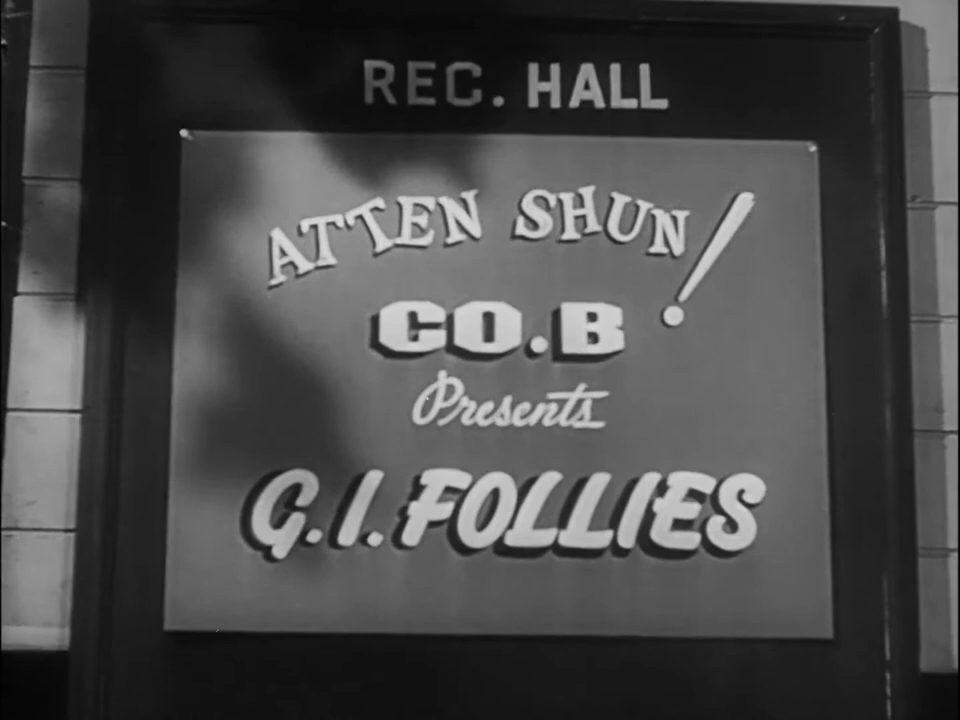 REC. HALL
ATTEN SHUN!
CO.B
Presents
G.I. FOLLIES